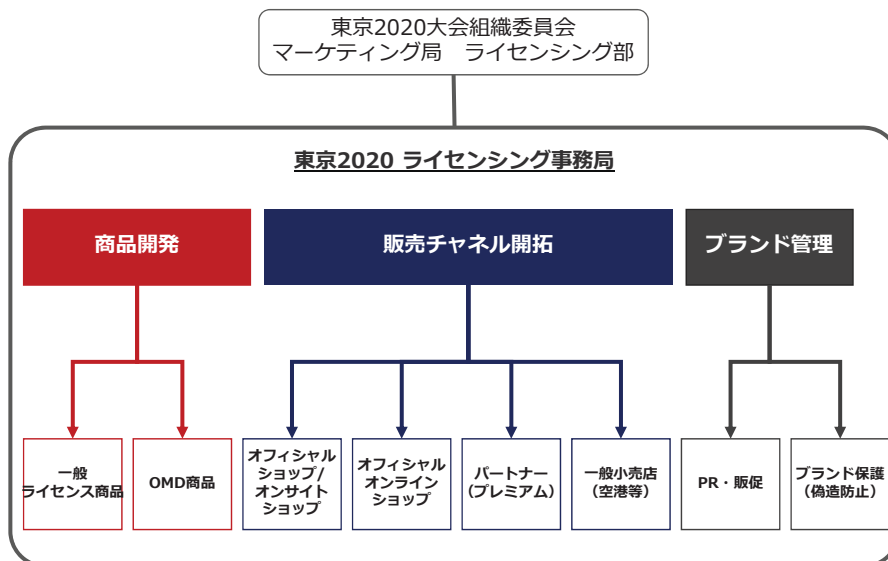 東京2020大会組織委員会
マーケティング局　ライセンシング部
東京2020 ライセンシング事務局
商品開発
販売チャネル開拓
ブランド管理
一般
ライセンス商品
OMD商品
オフィシャル
ショップ/
オンサイト
ショップ
オフィシャル
オンライン
ショップ
パートナー
（プレミアム）
一般小売店
（空港等）
PR・販促
ブランド保護
（偽造防止）